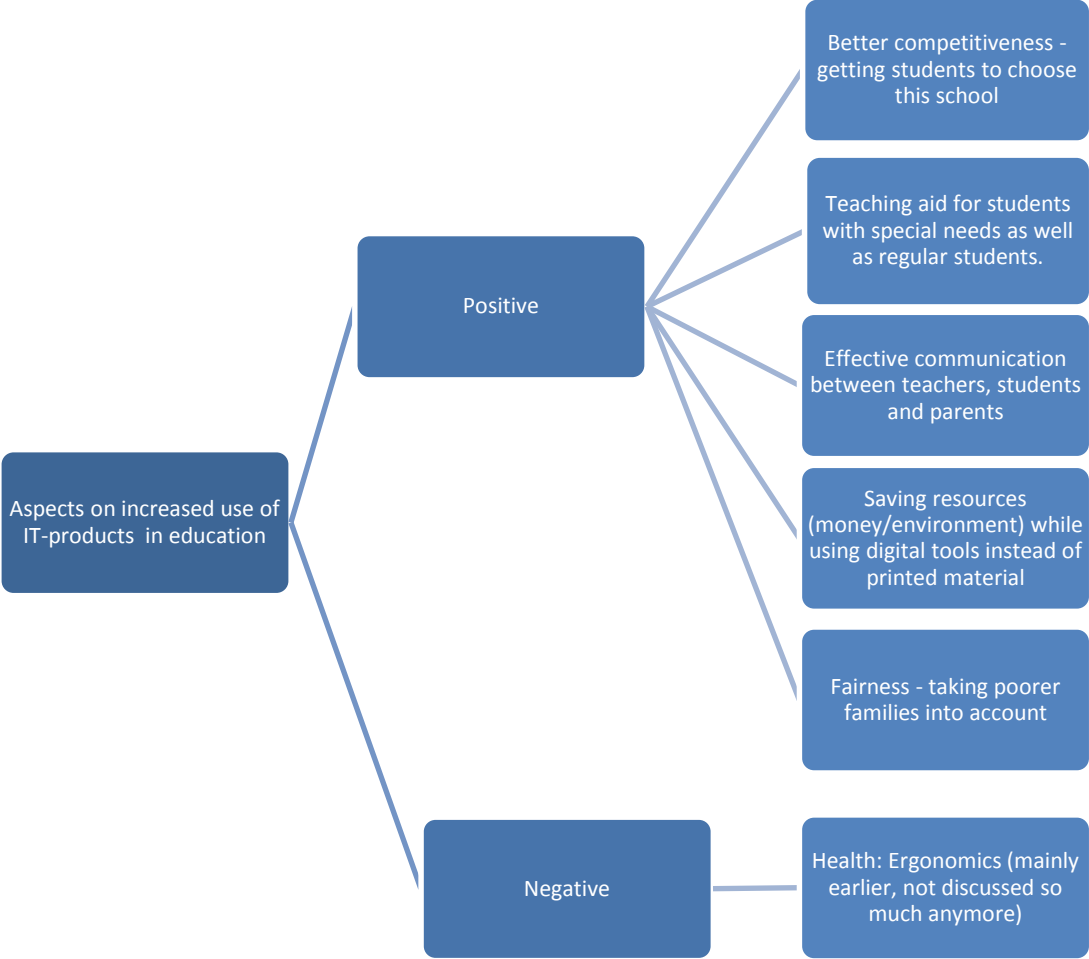 Aspects on increased use of
IT-products  in education
Positive
Better competitiveness -
getting students to choose
this school
Teaching aid for students
with special needs as well
as regular students.
Effective communication
between teachers, students
and parents
Saving resources
(money/environment) while
using digital tools instead of
printed material
Fairness - taking poorer
families into account
Negative
Health: Ergonomics (mainly
earlier, not discussed so
much anymore)